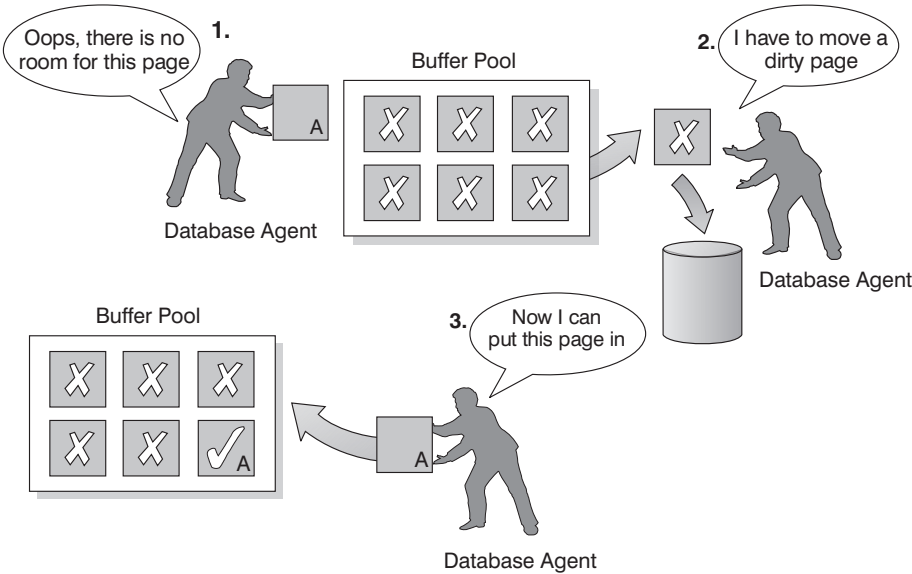 Oops, there is no
room for this page
1.
A
Database Agent
Buffer Pool
2.
I have to move a
dirty page
Database Agent
Buffer Pool
A
3.
Now I can
put this page in
A
Database Agent